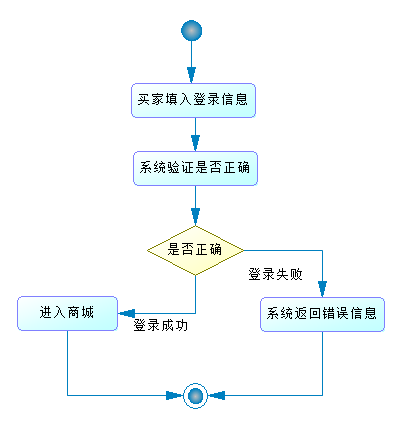 买家填入登录信息
系统验证是否正确
是否正确
登录失败
进入商城
系统返回错误信息
登录成功